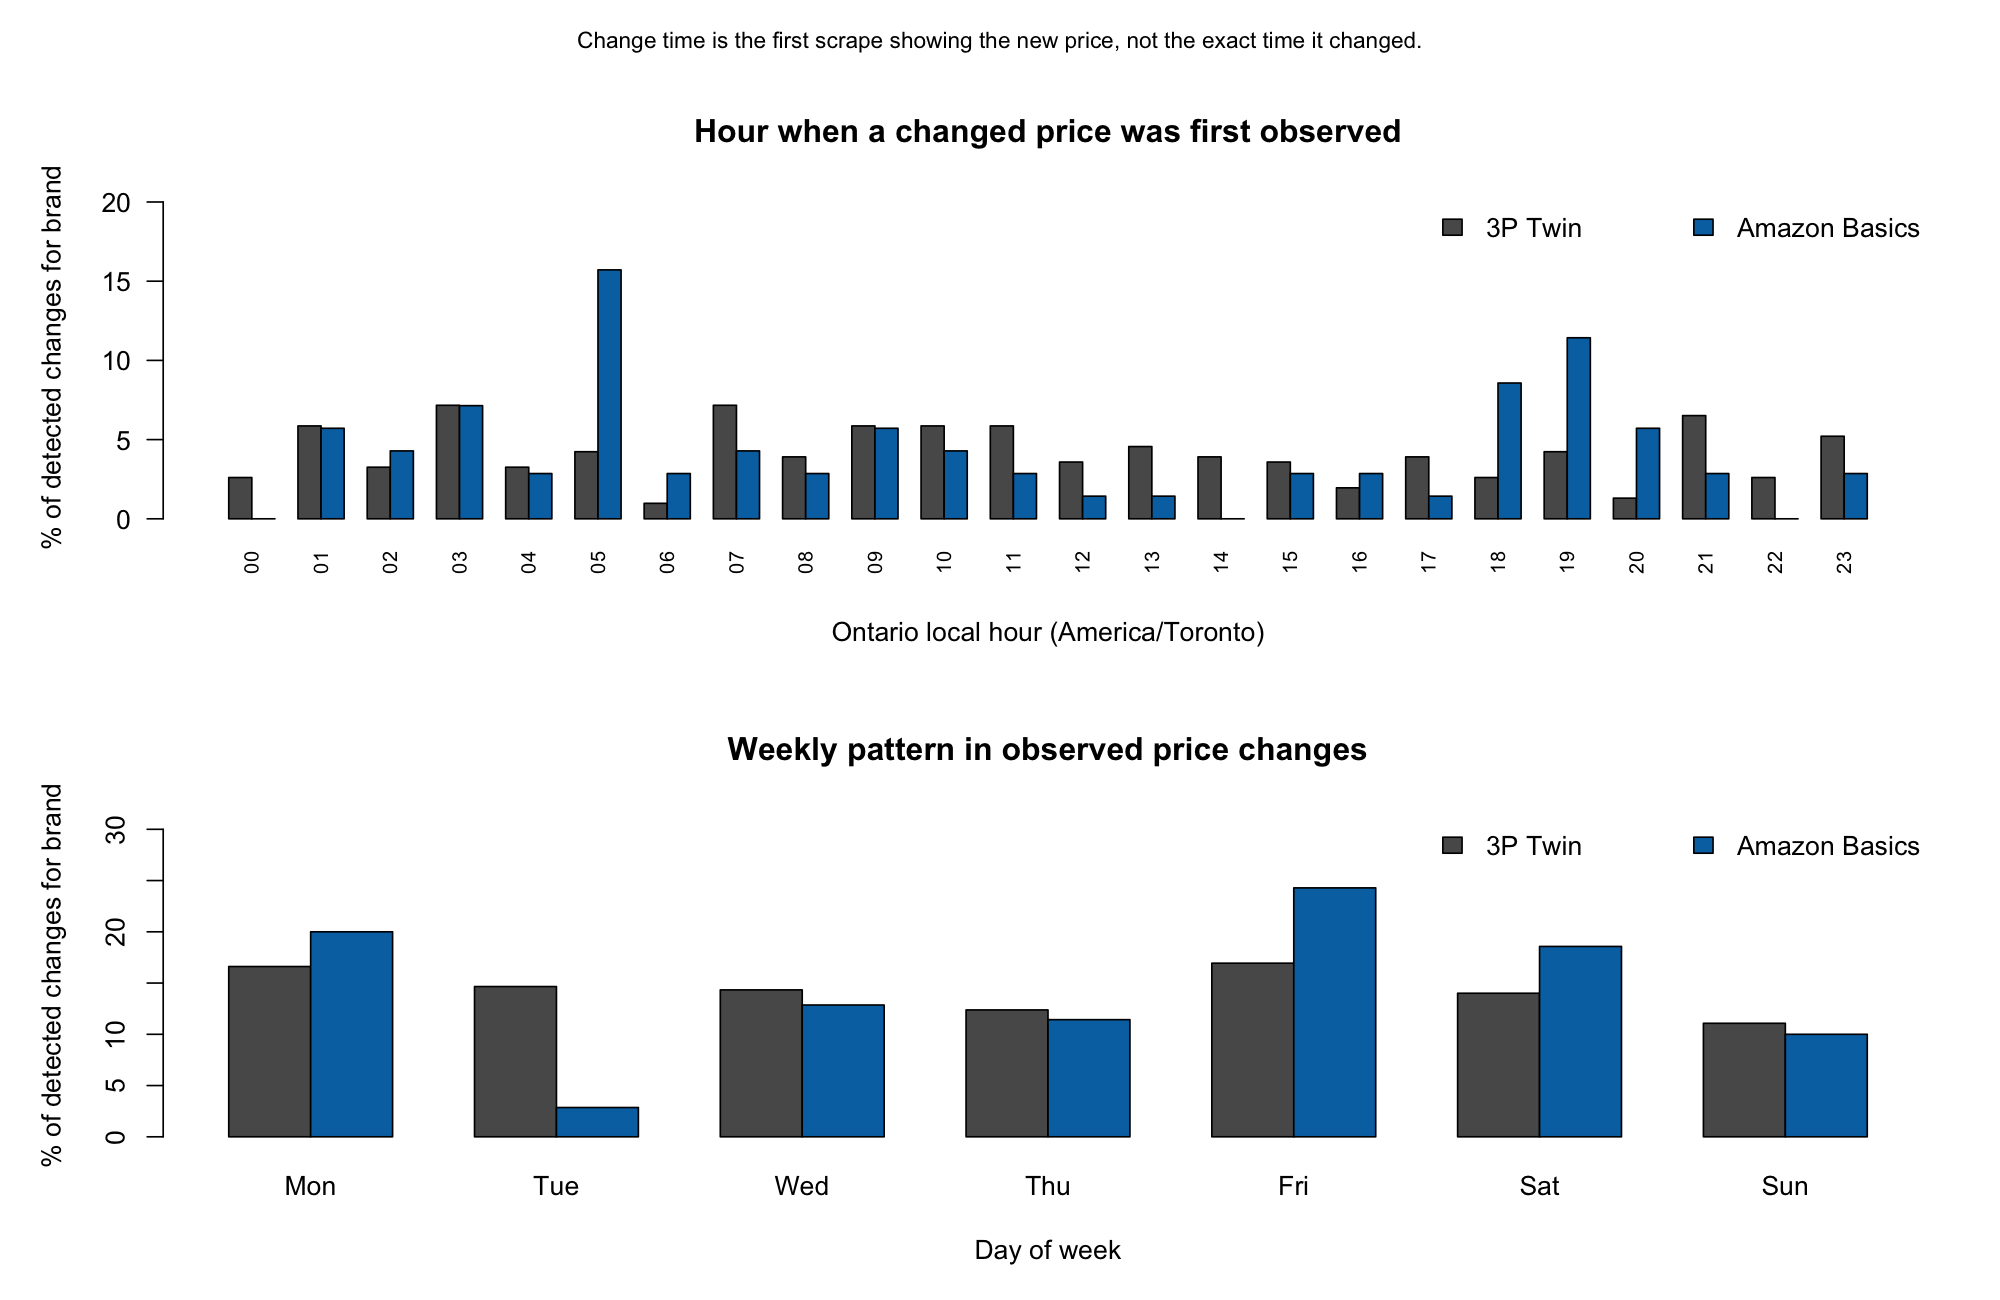 Change time is the first scrape showing the new price, not the exact time it changed.
Hour when a changed price was first observed
% of detected changes for brand
20
15
10
5
0
3P Twin
Amazon Basics
00 01 02 03 04 05 06 07 08 09 10 11 12 13 14 15 16 17 18 19 20 21 22 23
Ontario local hour (America/Toronto)
Weekly pattern in observed price changes
% of detected changes for brand
30
20
10
5
0
3P Twin
Amazon Basics
Mon Tue Wed Thu Fri Sat Sun
Day of week